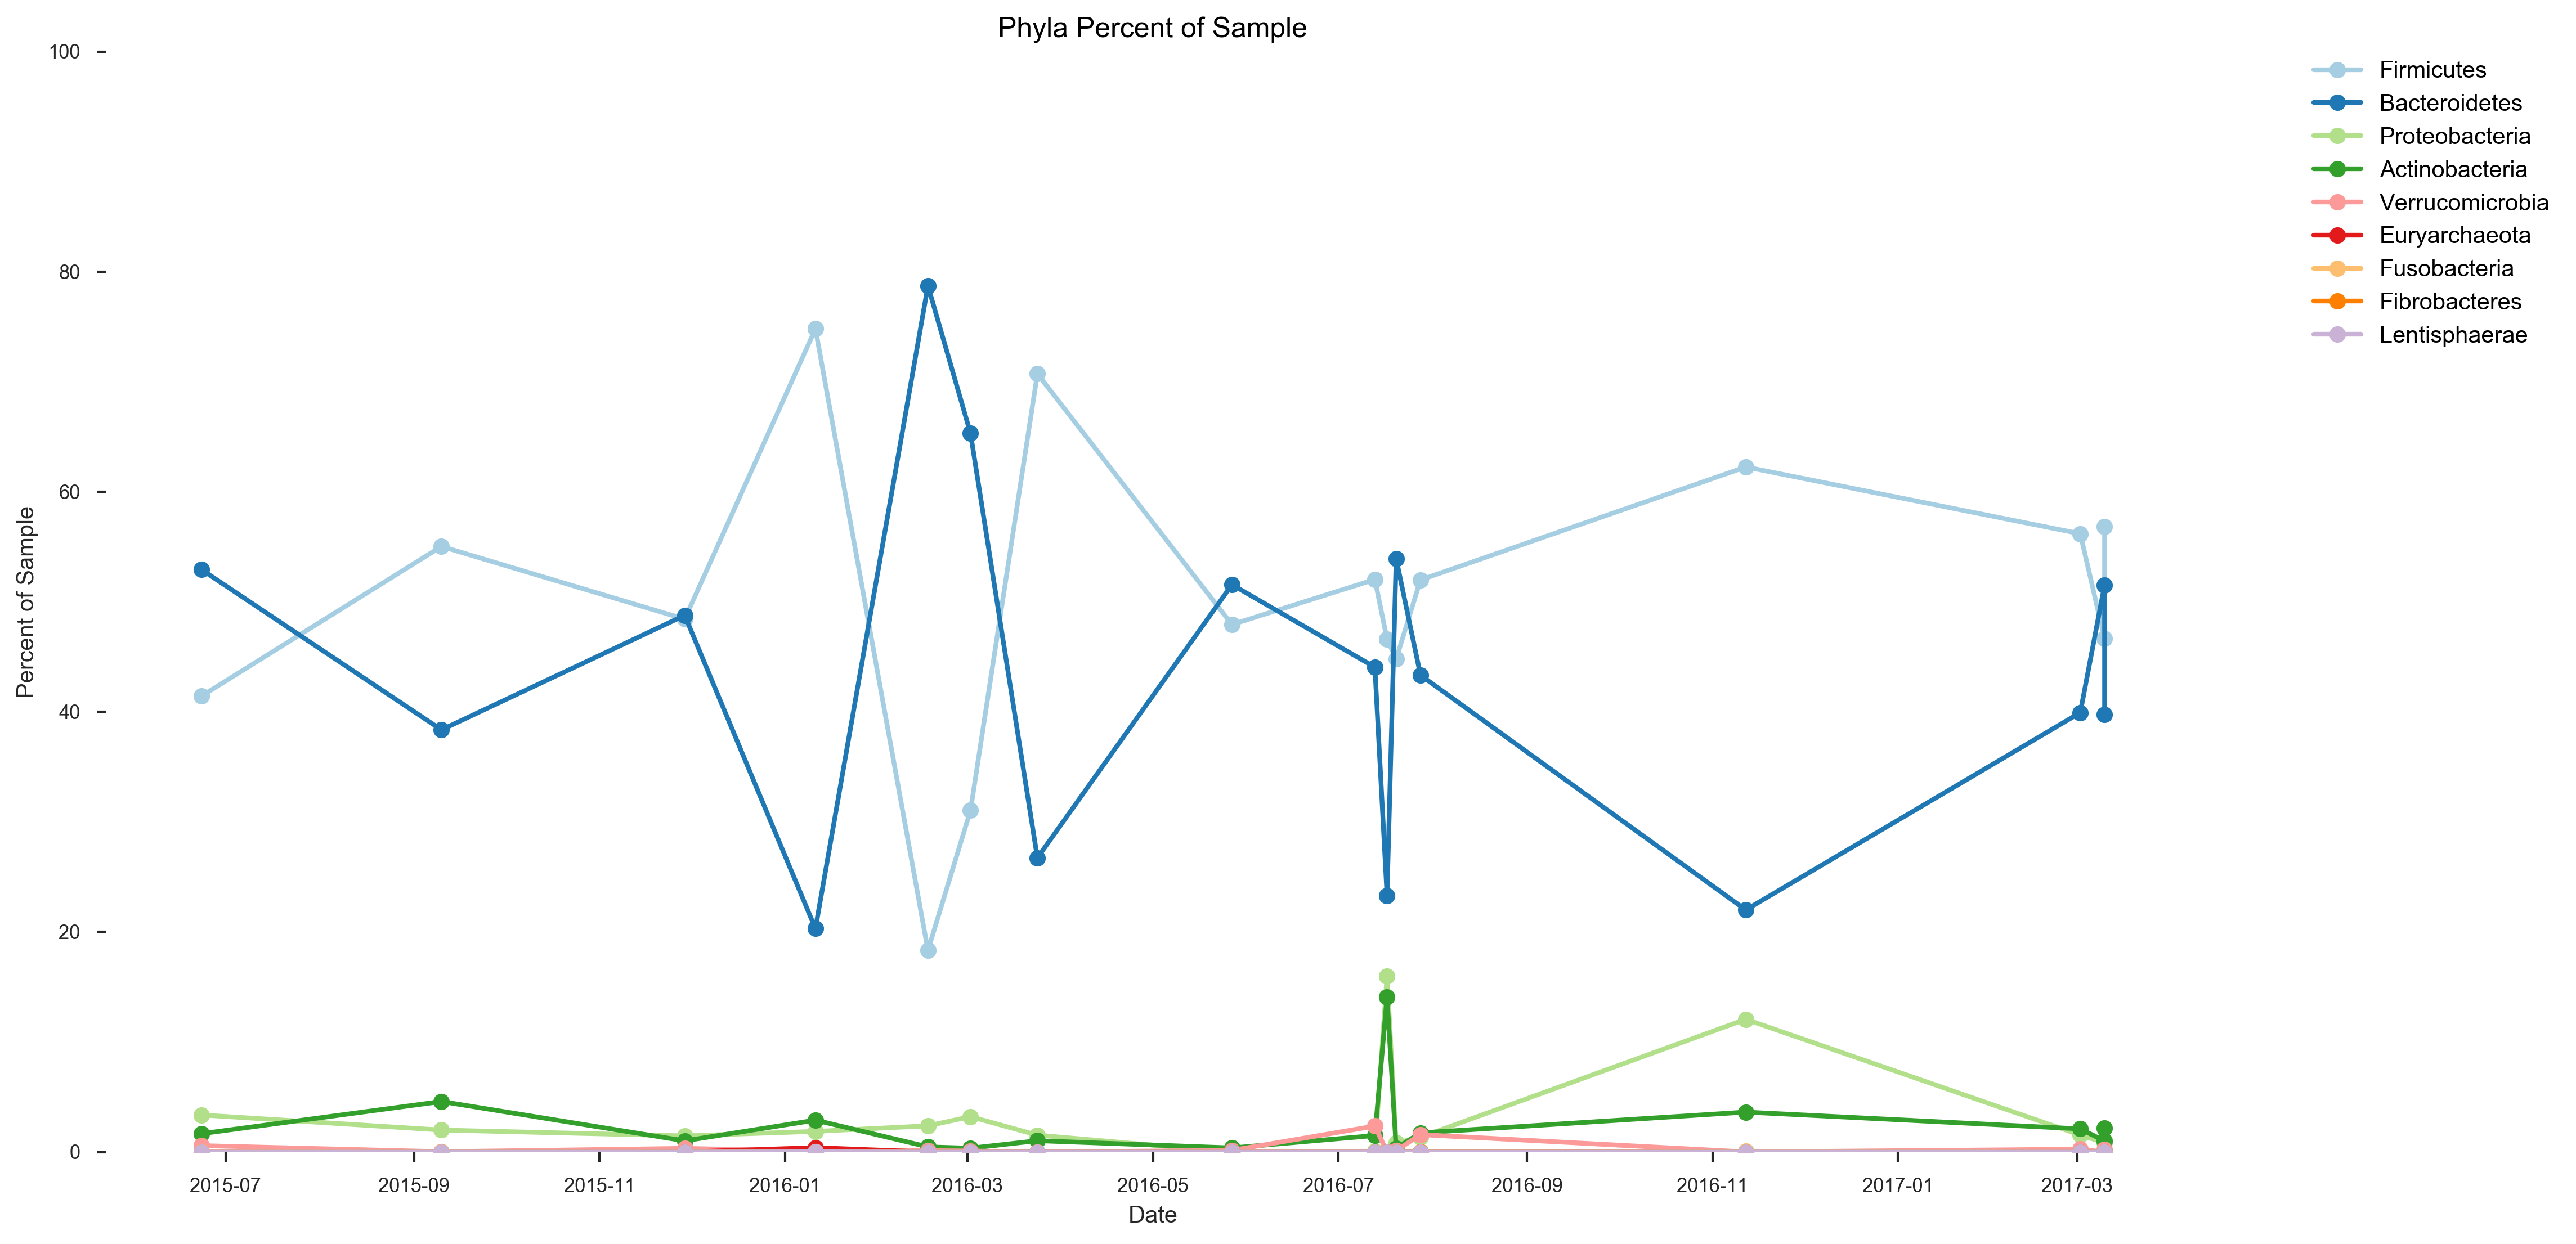 Phyla Percent of Sample
100
80
60
40
20
0
Percent of Sample
2015-07
2015-09
2015-11
2016-01
2016-03
2016-05
2016-07
2016-09
2016-11
2017-01
2017-03
Date
Firmicutes
Bacteroidetes
Proteobacteria
Actinobacteria
Verrucomicrobia
Euryarchaeota
Fusobacteria
Fibrobacteres
Lentisphaerae